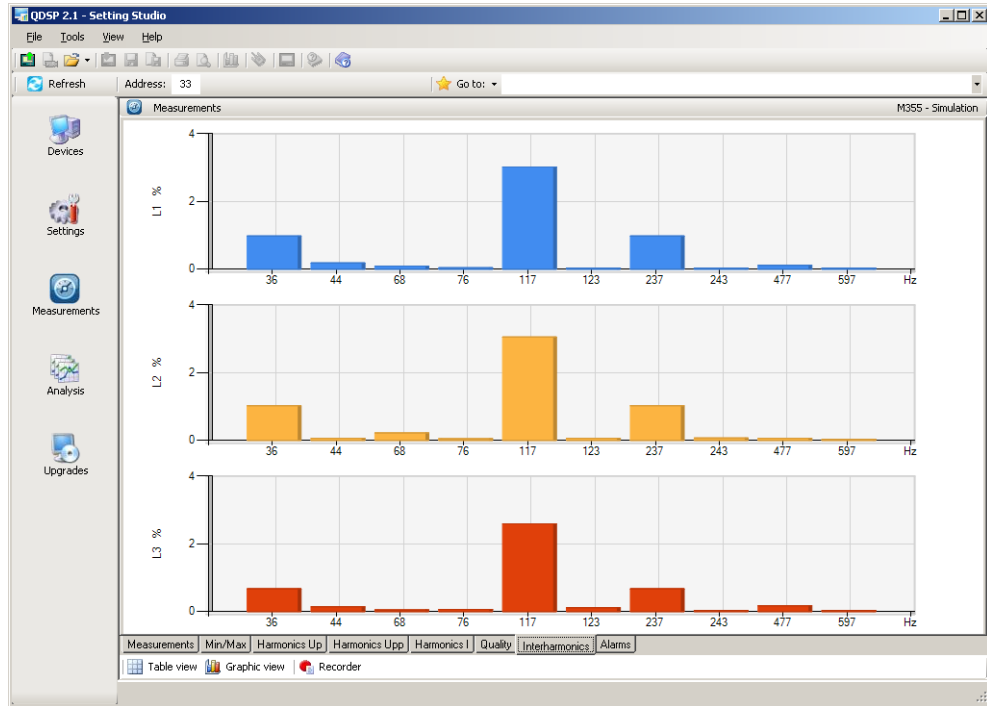 QDSP 2.1 - Setting Studio
File Tools View Help
Refresh Address: 33 Go to:
Measurements M355 - Simulation
Devices
Settings
Measurements
Analysis
Upgrades
4
2
0
L1 %
36 44 68 76 117 123 237 243 477 597 Hz
4
2
0
L2 %
36 44 68 76 117 123 237 243 477 597 Hz
4
2
0
L3 %
36 44 68 76 117 123 237 243 477 597 Hz
Measurements Min/Max Harmonics Up Harmonics Upp Harmonics I Quality Interharmonics Alarms
Table view Graphic view Recorder